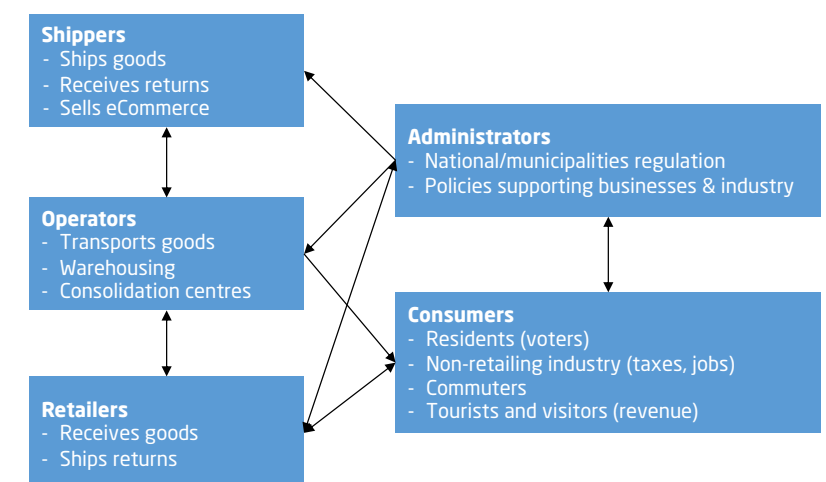 Shippers
- Ships goods
- Receives returns
- Sells eCommerce
Operators
- Transports goods
- Warehousing
- Consolidation centres
Retailers
- Receives goods
- Ships returns
Administrators
- National/municipalities regulation
- Policies supporting businesses & industry
Consumers
- Residents (voters)
- Non-retailing industry (taxes, jobs)
- Commuters
- Tourists and visitors (revenue)